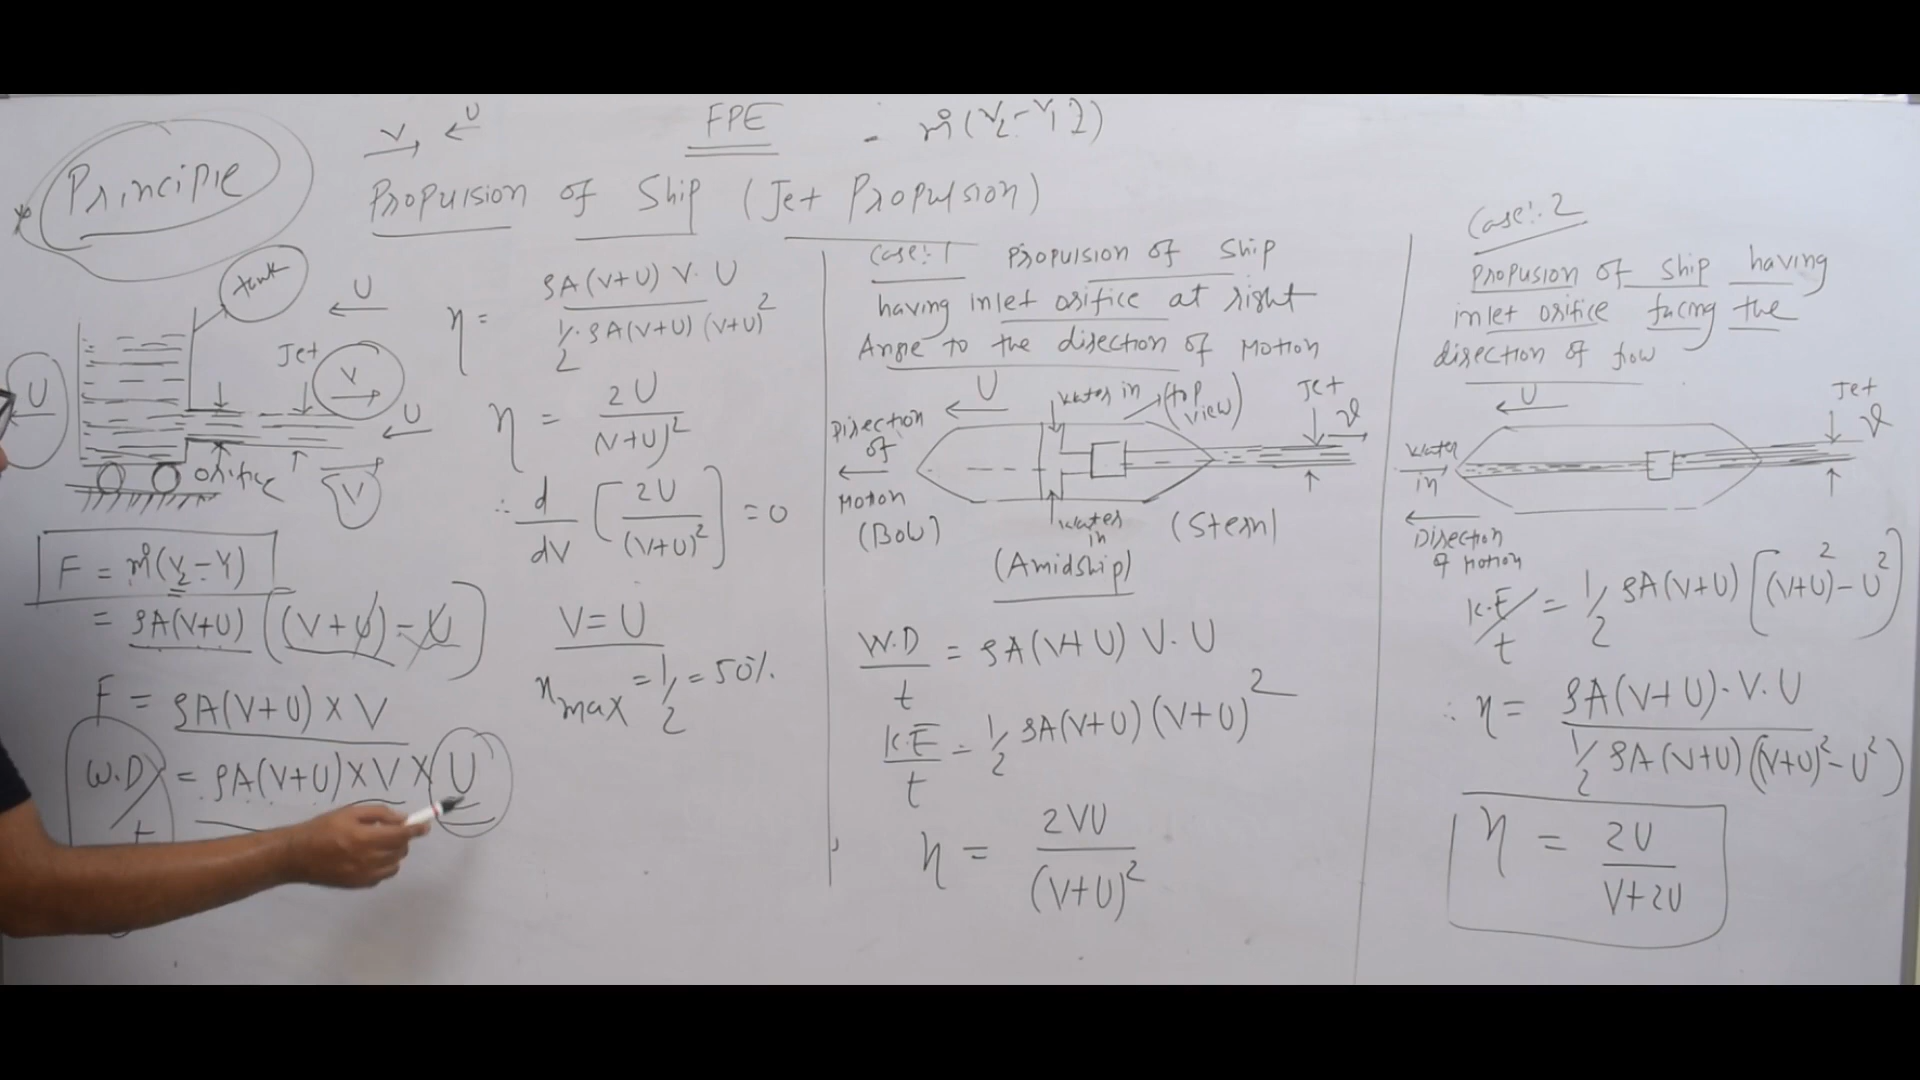 FPE
= ṁ(V₂-V₁)
V U
Principle
Propulsion of Ship (Jet Propulsion)
tank
U
Jet
V
U
U
V
orifice
F = ṁ(V₂-V)
= ρA(V+U) ((V+U)-U)
F = ρA(V+U) X V
W.D/t = ρA(V+U) X V X U
η = ρA(V+U) V. U / ½.ρA(V+U) (V+U)²
η = 2U / (V+U)²
∴ d/dV [2U/(V+U)²] = 0
V = U
ηmax = ½ = 50%.
Case:1 Propulsion of Ship
having inlet orifice at right
Angle to the direction of Motion
U
Water in (top view)
Jet
V
Direction
of
Motion
(Bow)
Water in
(Amidship)
(Stern)
W.D/t = ρA(V+U) V.U
K.E/t = ½ ρA(V+U) (V+U)²
η = 2VU / (V+U)²
Case:2
Propusion of Ship having
inlet orifice facing the
direction of flow
U
Jet
V
Water
in
Direction
of Motion
K.E/t = ½ ρA(V+U) [(V+U)² - U²]
∴ η = ρA(V+U).V.U / ½ ρA(V+U) ((V+U)² - U²)
η = 2U / V+2U